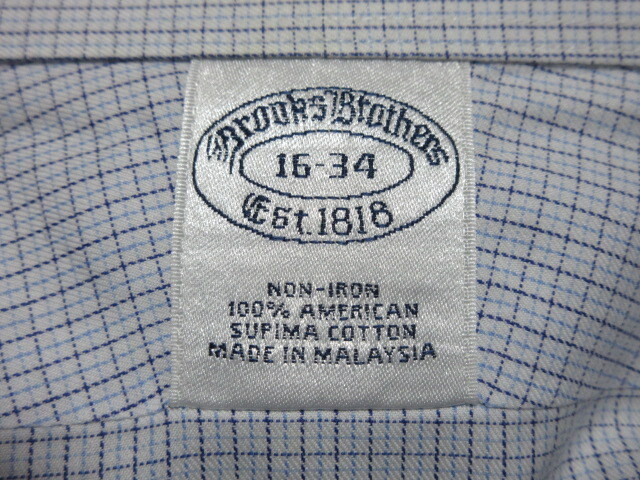 Brooks Brothers
16-34
Est. 1818
NON-IRON
100% AMERICAN
SUPIMA COTTON
MADE IN MALAYSIA